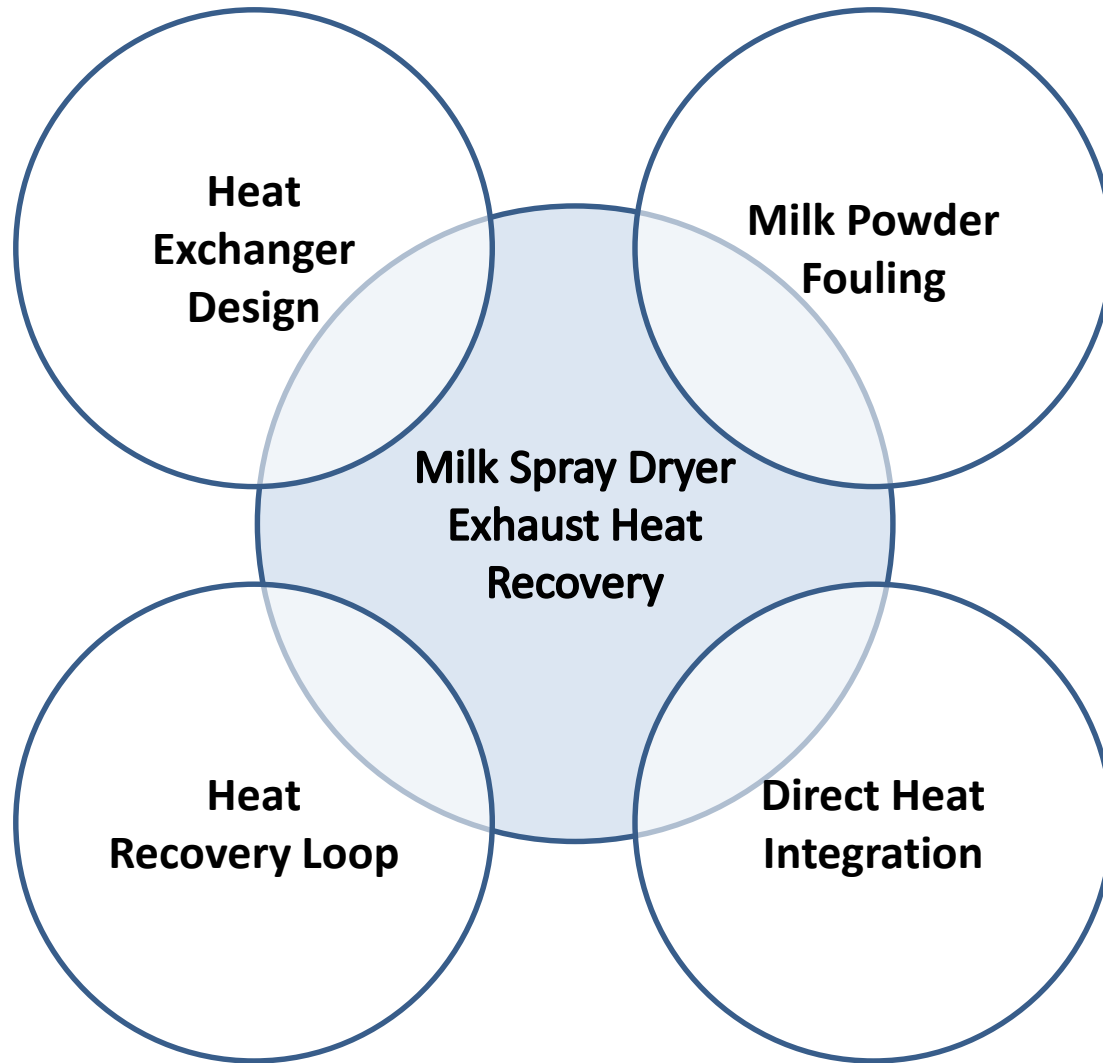 Heat
Exchanger
Design
Milk Powder
Fouling
Milk Spray Dryer
Exhaust Heat
Recovery
Heat
Recovery Loop
Direct Heat
Integration